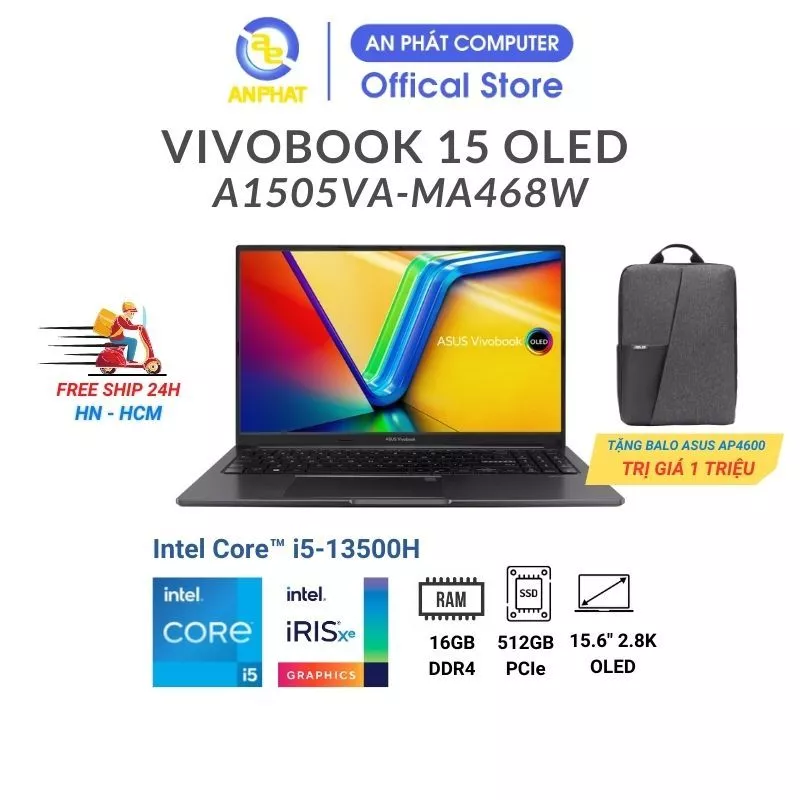 ae
ANPHAT
AN PHÁT COMPUTER
Offical Store
VIVOBOOK 15 OLED
A1505VA-MA468W
ASUS Vivobook
OLED
ASUS Vivobook
ASUS
FREE SHIP 24H
HN - HCM
TẶNG BALO ASUS AP4600
TRỊ GIÁ 1 TRIỆU
Intel Core™ i5-13500H
intel
CORE
i5
intel
iRIS Xe
GRAPHICS
RAM
16GB
DDR4
SSD
512GB
PCIe
15.6" 2.8K
OLED